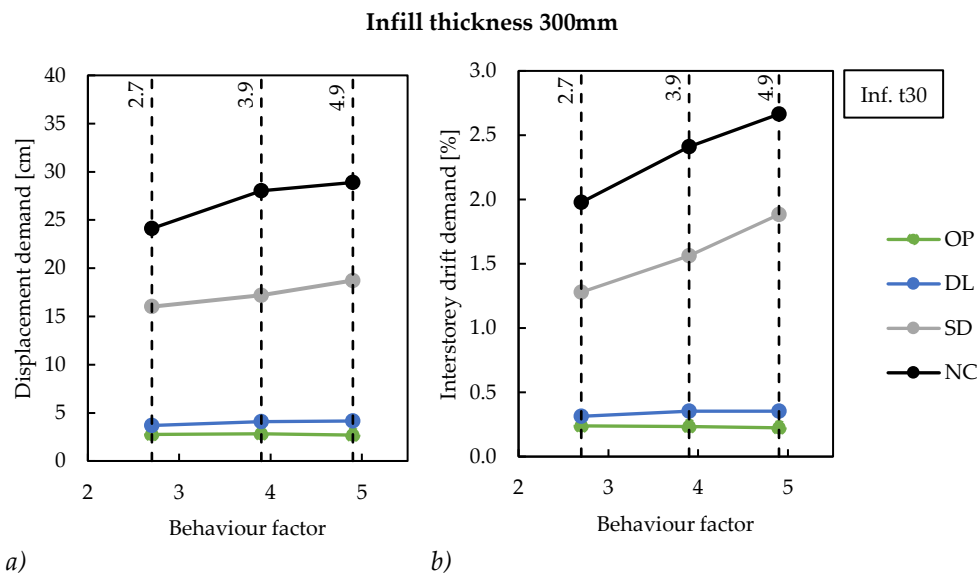 Infill thickness 300mm
Displacement demand [cm]
40
35
30
25
20
15
10
5
0
2.7
3.9
4.9
2
3
4
5
Behaviour factor
a)
Interstorey drift demand [%]
3.0
2.5
2.0
1.5
1.0
0.5
0.0
2.7
3.9
4.9
2
3
4
5
Behaviour factor
b)
Inf. t30
OP
DL
SD
NC